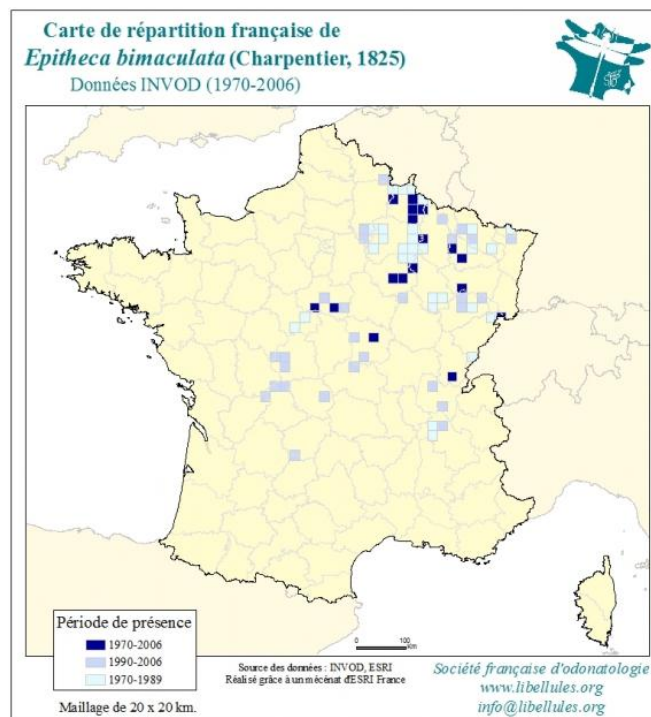 Carte de répartition française de
Epitheca bimaculata (Charpentier, 1825)
Données INVOD (1970-2006)
Période de présence
1970-2006
1990-2006
1970-1989
Maillage de 20 x 20 km.
0 100
km
Source des données : INVOD, ESRI
Réalisé grâce à un mécénat d'ESRI France
Société française d'odonatologie
www.libellules.org
info@libellules.org